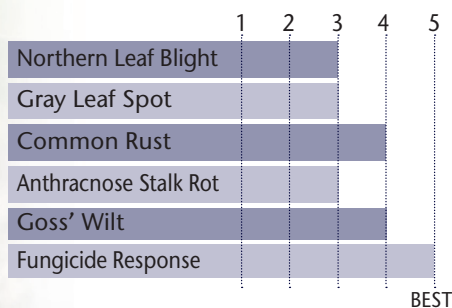 1 2 3 4 5
Northern Leaf Blight
Gray Leaf Spot
Common Rust
Anthracnose Stalk Rot
Goss’ Wilt
Fungicide Response
BEST